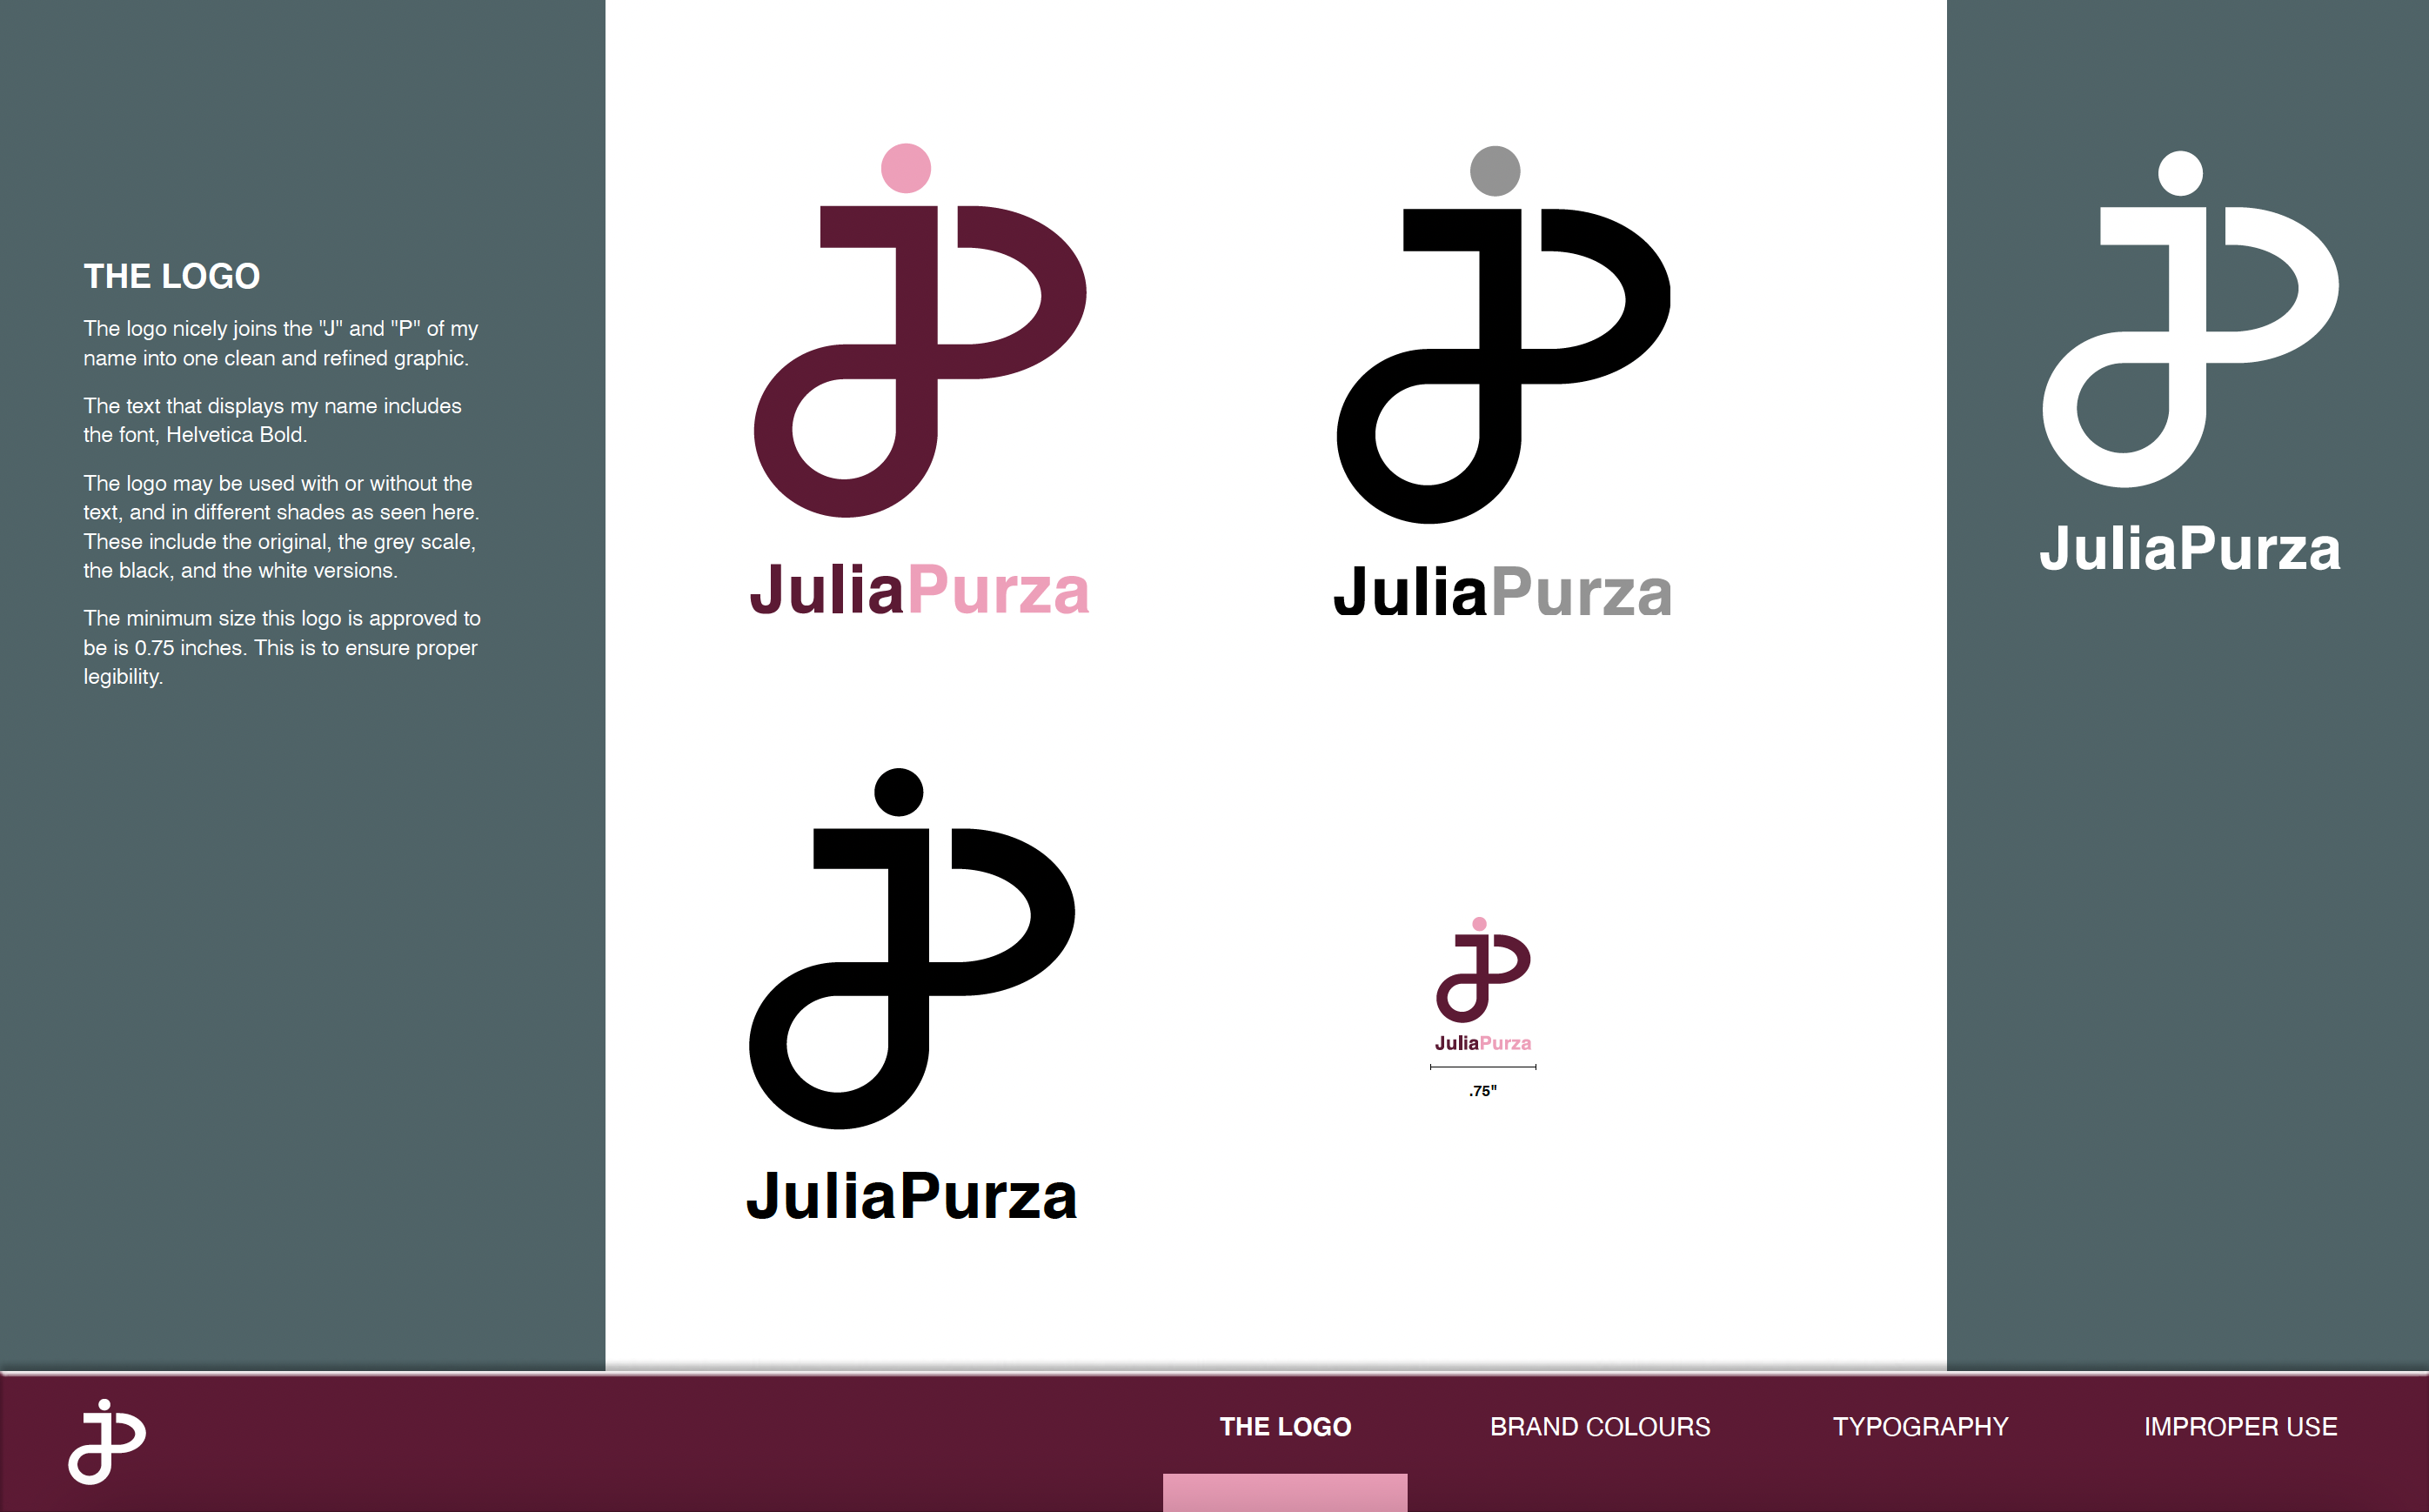 THE LOGO
The logo nicely joins the "J" and "P" of my
name into one clean and refined graphic.
The text that displays my name includes
the font, Helvetica Bold.
The logo may be used with or without the
text, and in different shades as seen here.
These include the original, the grey scale,
the black, and the white versions.
The minimum size this logo is approved to
be is 0.75 inches. This is to ensure proper
legibility.
JuliaPurza
JuliaPurza
JuliaPurza
JuliaPurza
JuliaPurza
.75"
THE LOGO
BRAND COLOURS
TYPOGRAPHY
IMPROPER USE